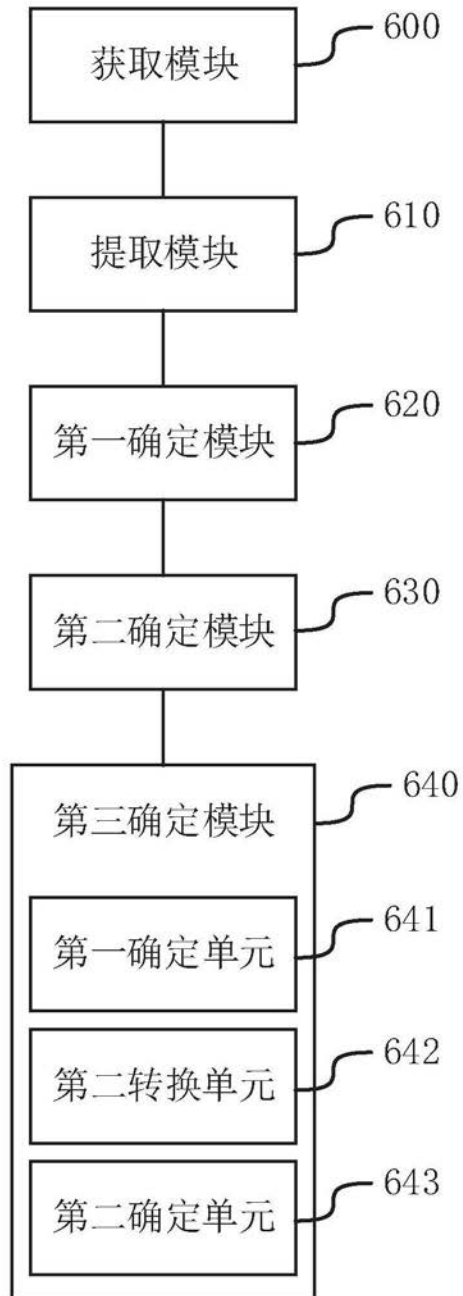 获取模块 600
提取模块 610
第一确定模块 620
第二确定模块 630
第三确定模块 640
第一确定单元 641
第二转换单元 642
第二确定单元 643